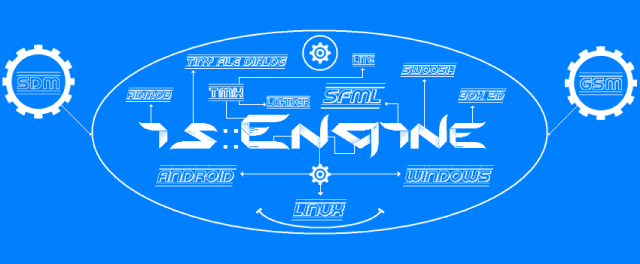 TINY FILE DIALOG
LITE
SWOOSH
SDM
GSM
ADMOB
TMX
LOADER
SFML
BOX 2D
is::Engine
ANDROID
WINDOWS
LINUX